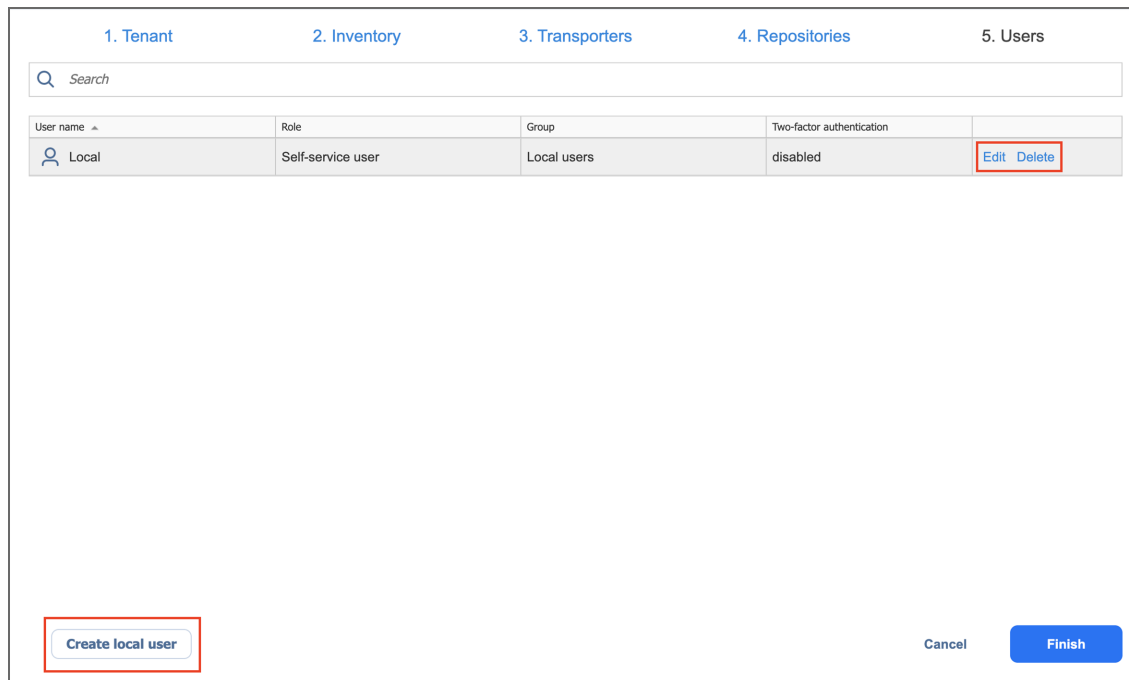 1. Tenant 2. Inventory 3. Transporters 4. Repositories 5. Users
Search
User name Role Group Two-factor authentication
Local Self-service user Local users disabled Edit Delete
Create local user Cancel Finish